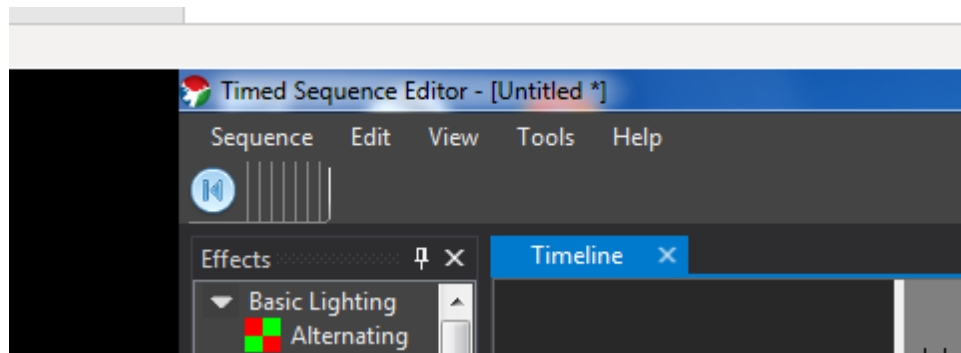 Timed Sequence Editor - [Untitled *]
Sequence Edit View Tools Help
Effects
Timeline
Basic Lighting
Alternating